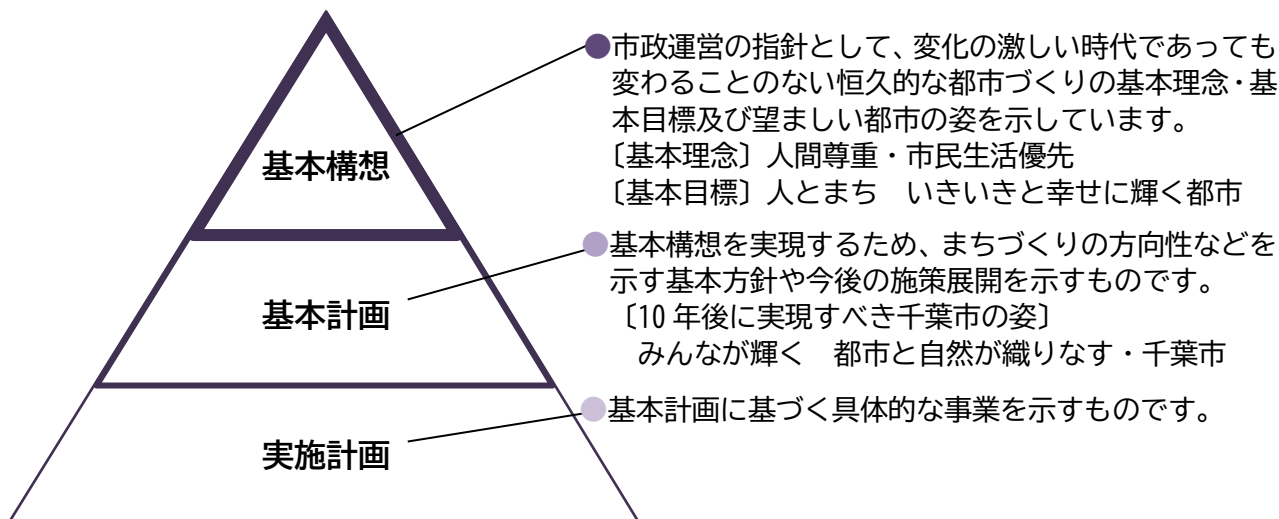 基本構想
●市政運営の指針として、変化の激しい時代であっても
変わることのない恒久的な都市づくりの基本理念・基
本目標及び望ましい都市の姿を示しています。
〔基本理念〕人間尊重・市民生活優先
〔基本目標〕人とまち　いきいきと幸せに輝く都市
基本計画
●基本構想を実現するため、まちづくりの方向性などを
示す基本方針や今後の施策展開を示すものです。
〔10年後に実現すべき千葉市の姿〕
みんなが輝く　都市と自然が織りなす・千葉市
実施計画
●基本計画に基づく具体的な事業を示すものです。